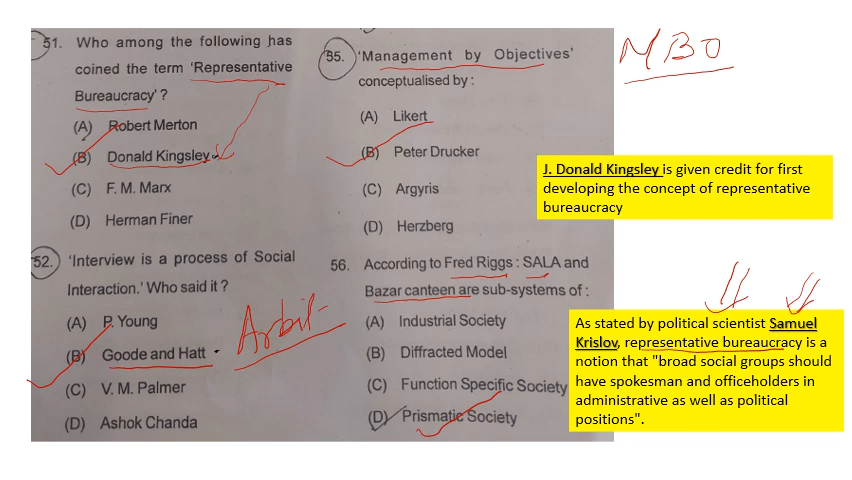 51. Who among the following has
coined the term 'Representative
Bureaucracy'?
(A) Robert Merton
(B) Donald Kingsley
(C) F. M. Marx
(D) Herman Finer
52. 'Interview is a process of Social
Interaction.' Who said it ?
(A) P. Young
(B) Goode and Hatt
(C) V. M. Palmer
(D) Ashok Chanda
Arbit
55. 'Management by Objectives'
conceptualised by :
(A) Likert
(B) Peter Drucker
(C) Argyris
(D) Herzberg
56. According to Fred Riggs : SALA and
Bazar canteen are sub-systems of :
(A) Industrial Society
(B) Diffracted Model
(C) Function Specific Society
(D) Prismatic Society
MBO
J. Donald Kingsley is given credit for first
developing the concept of representative
bureaucracy
As stated by political scientist Samuel
Krislov, representative bureaucracy is a
notion that "broad social groups should
have spokesman and officeholders in
administrative as well as political
positions".